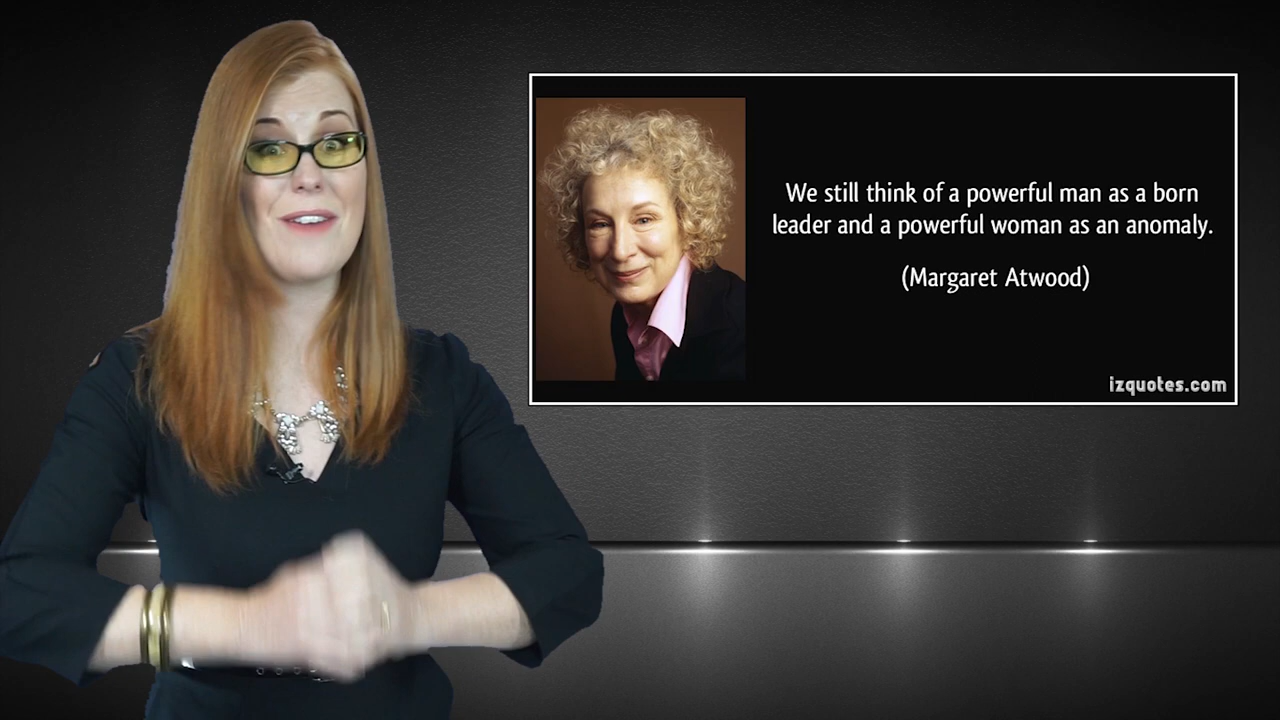 We still think of a powerful man as a born
leader and a powerful woman as an anomaly.
(Margaret Atwood)
izquotes.com